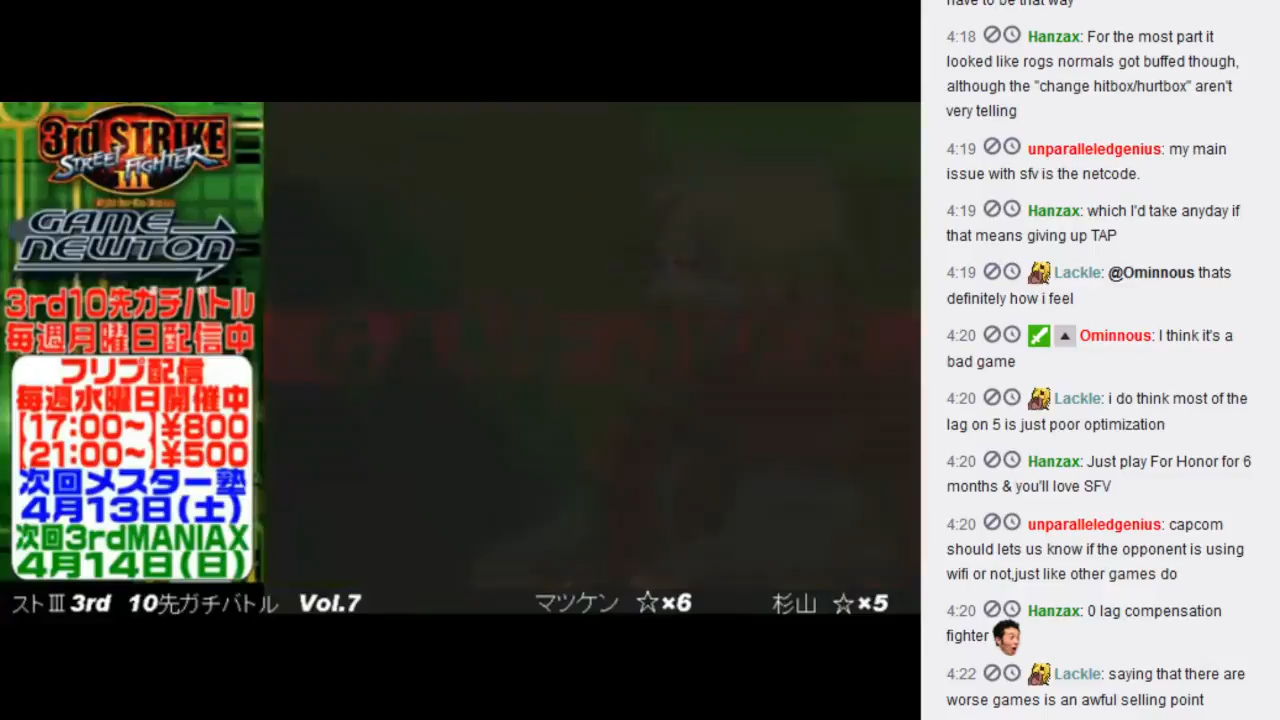 3rd STRIKE
STREET FIGHTER
III
GAME
NEWTON
3rd10先ガチバトル
毎週月曜日配信中
フリプ配信
毎週水曜日開催中
(17:00~)¥800
(21:00~)¥500
次回メスター塾
4月13日(土)
次回3rdMANIAX
4月14日(日)
ストⅢ3rd 10先ガチバトル Vol.7 マツケン ☆×6 杉山 ☆×5
have to be that way
4:18 Hanzax: For the most part it
looked like rogs normals got buffed though,
although the "change hitbox/hurtbox" aren't
very telling
4:19 unparalleledgenius: my main
issue with sfv is the netcode.
4:19 Hanzax: which I'd take anyday if
that means giving up TAP
4:19 Lackle: @Ominnous thats
definitely how i feel
4:20 Ominnous: I think it's a
bad game
4:20 Lackle: i do think most of the
lag on 5 is just poor optimization
4:20 Hanzax: Just play For Honor for 6
months & you'll love SFV
4:20 unparalleledgenius: capcom
should lets us know if the opponent is using
wifi or not,just like other games do
4:20 Hanzax: 0 lag compensation
fighter
4:22 Lackle: saying that there are
worse games is an awful selling point